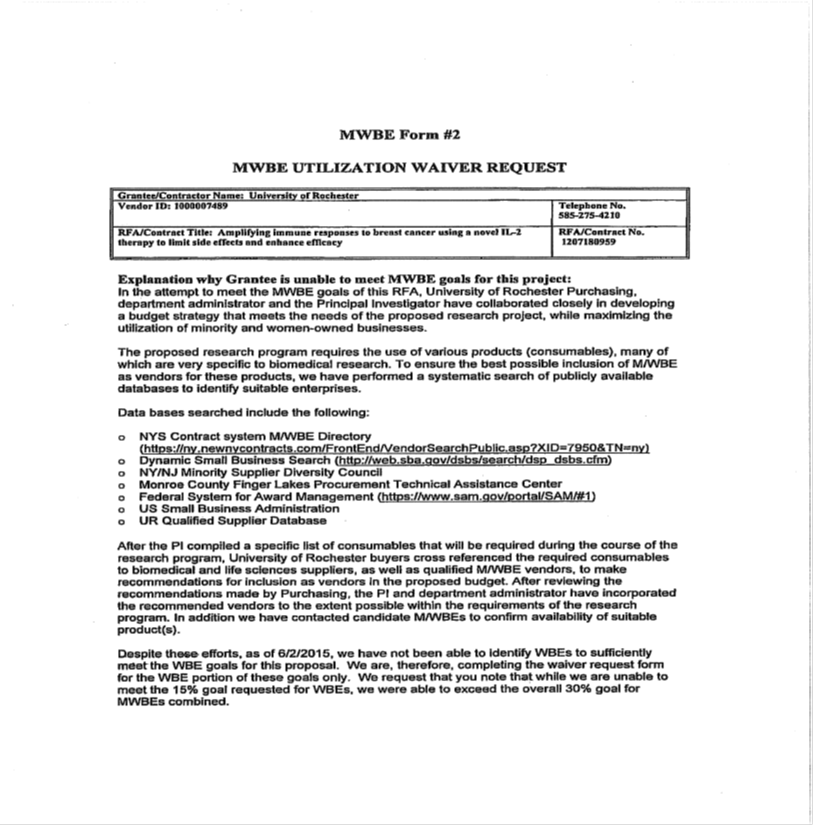 MWBE Form #2
MWBE UTILIZATION WAIVER REQUEST
Grantee/Contractor Name: University of Rochester
Vendor ID: 1000007489
Telephone No.
585-275-4210
RFA/Contract Title: Amplifying immune responses to breast cancer using a novel IL-2
therapy to limit side effects and enhance efficacy
RFA/Contract No.
1207180959
Explanation why Grantee is unable to meet MWBE goals for this project:
In the attempt to meet the MWBE goals of this RFA, University of Rochester Purchasing,
department administrator and the Principal Investigator have collaborated closely in developing
a budget strategy that meets the needs of the proposed research project, while maximizing the
utilization of minority and women-owned businesses.
The proposed research program requires the use of various products (consumables), many of
which are very specific to biomedical research. To ensure the best possible inclusion of M/WBE
as vendors for these products, we have performed a systematic search of publicly available
databases to identify suitable enterprises.
Data bases searched include the following:
o NYS Contract system M/WBE Directory
(https://ny.newnycontracts.com/FrontEnd/VendorSearchPublic.asp?XID=7950&TN=ny)
o Dynamic Small Business Search (http://web.sba.gov/dsbs/search/dsp_dsbs.cfm)
o NY/NJ Minority Supplier Diversity Council
o Monroe County Finger Lakes Procurement Technical Assistance Center
o Federal System for Award Management (https://www.sam.gov/portal/SAM/#1)
o US Small Business Administration
o UR Qualified Supplier Database
After the PI compiled a specific list of consumables that will be required during the course of the
research program, University of Rochester buyers cross referenced the required consumables
to biomedical and life sciences suppliers, as well as qualified M/WBE vendors, to make
recommendations for inclusion as vendors in the proposed budget. After reviewing the
recommendations made by Purchasing, the PI and department administrator have incorporated
the recommended vendors to the extent possible within the requirements of the research
program. In addition we have contacted candidate M/WBEs to confirm availability of suitable
product(s).
Despite these efforts, as of 6/2/2015, we have not been able to identify WBEs to sufficiently
meet the WBE goals for this proposal. We are, therefore, completing the waiver request form
for the WBE portion of these goals only. We request that you note that while we are unable to
meet the 15% goal requested for WBEs, we were able to exceed the overall 30% goal for
MWBEs combined.